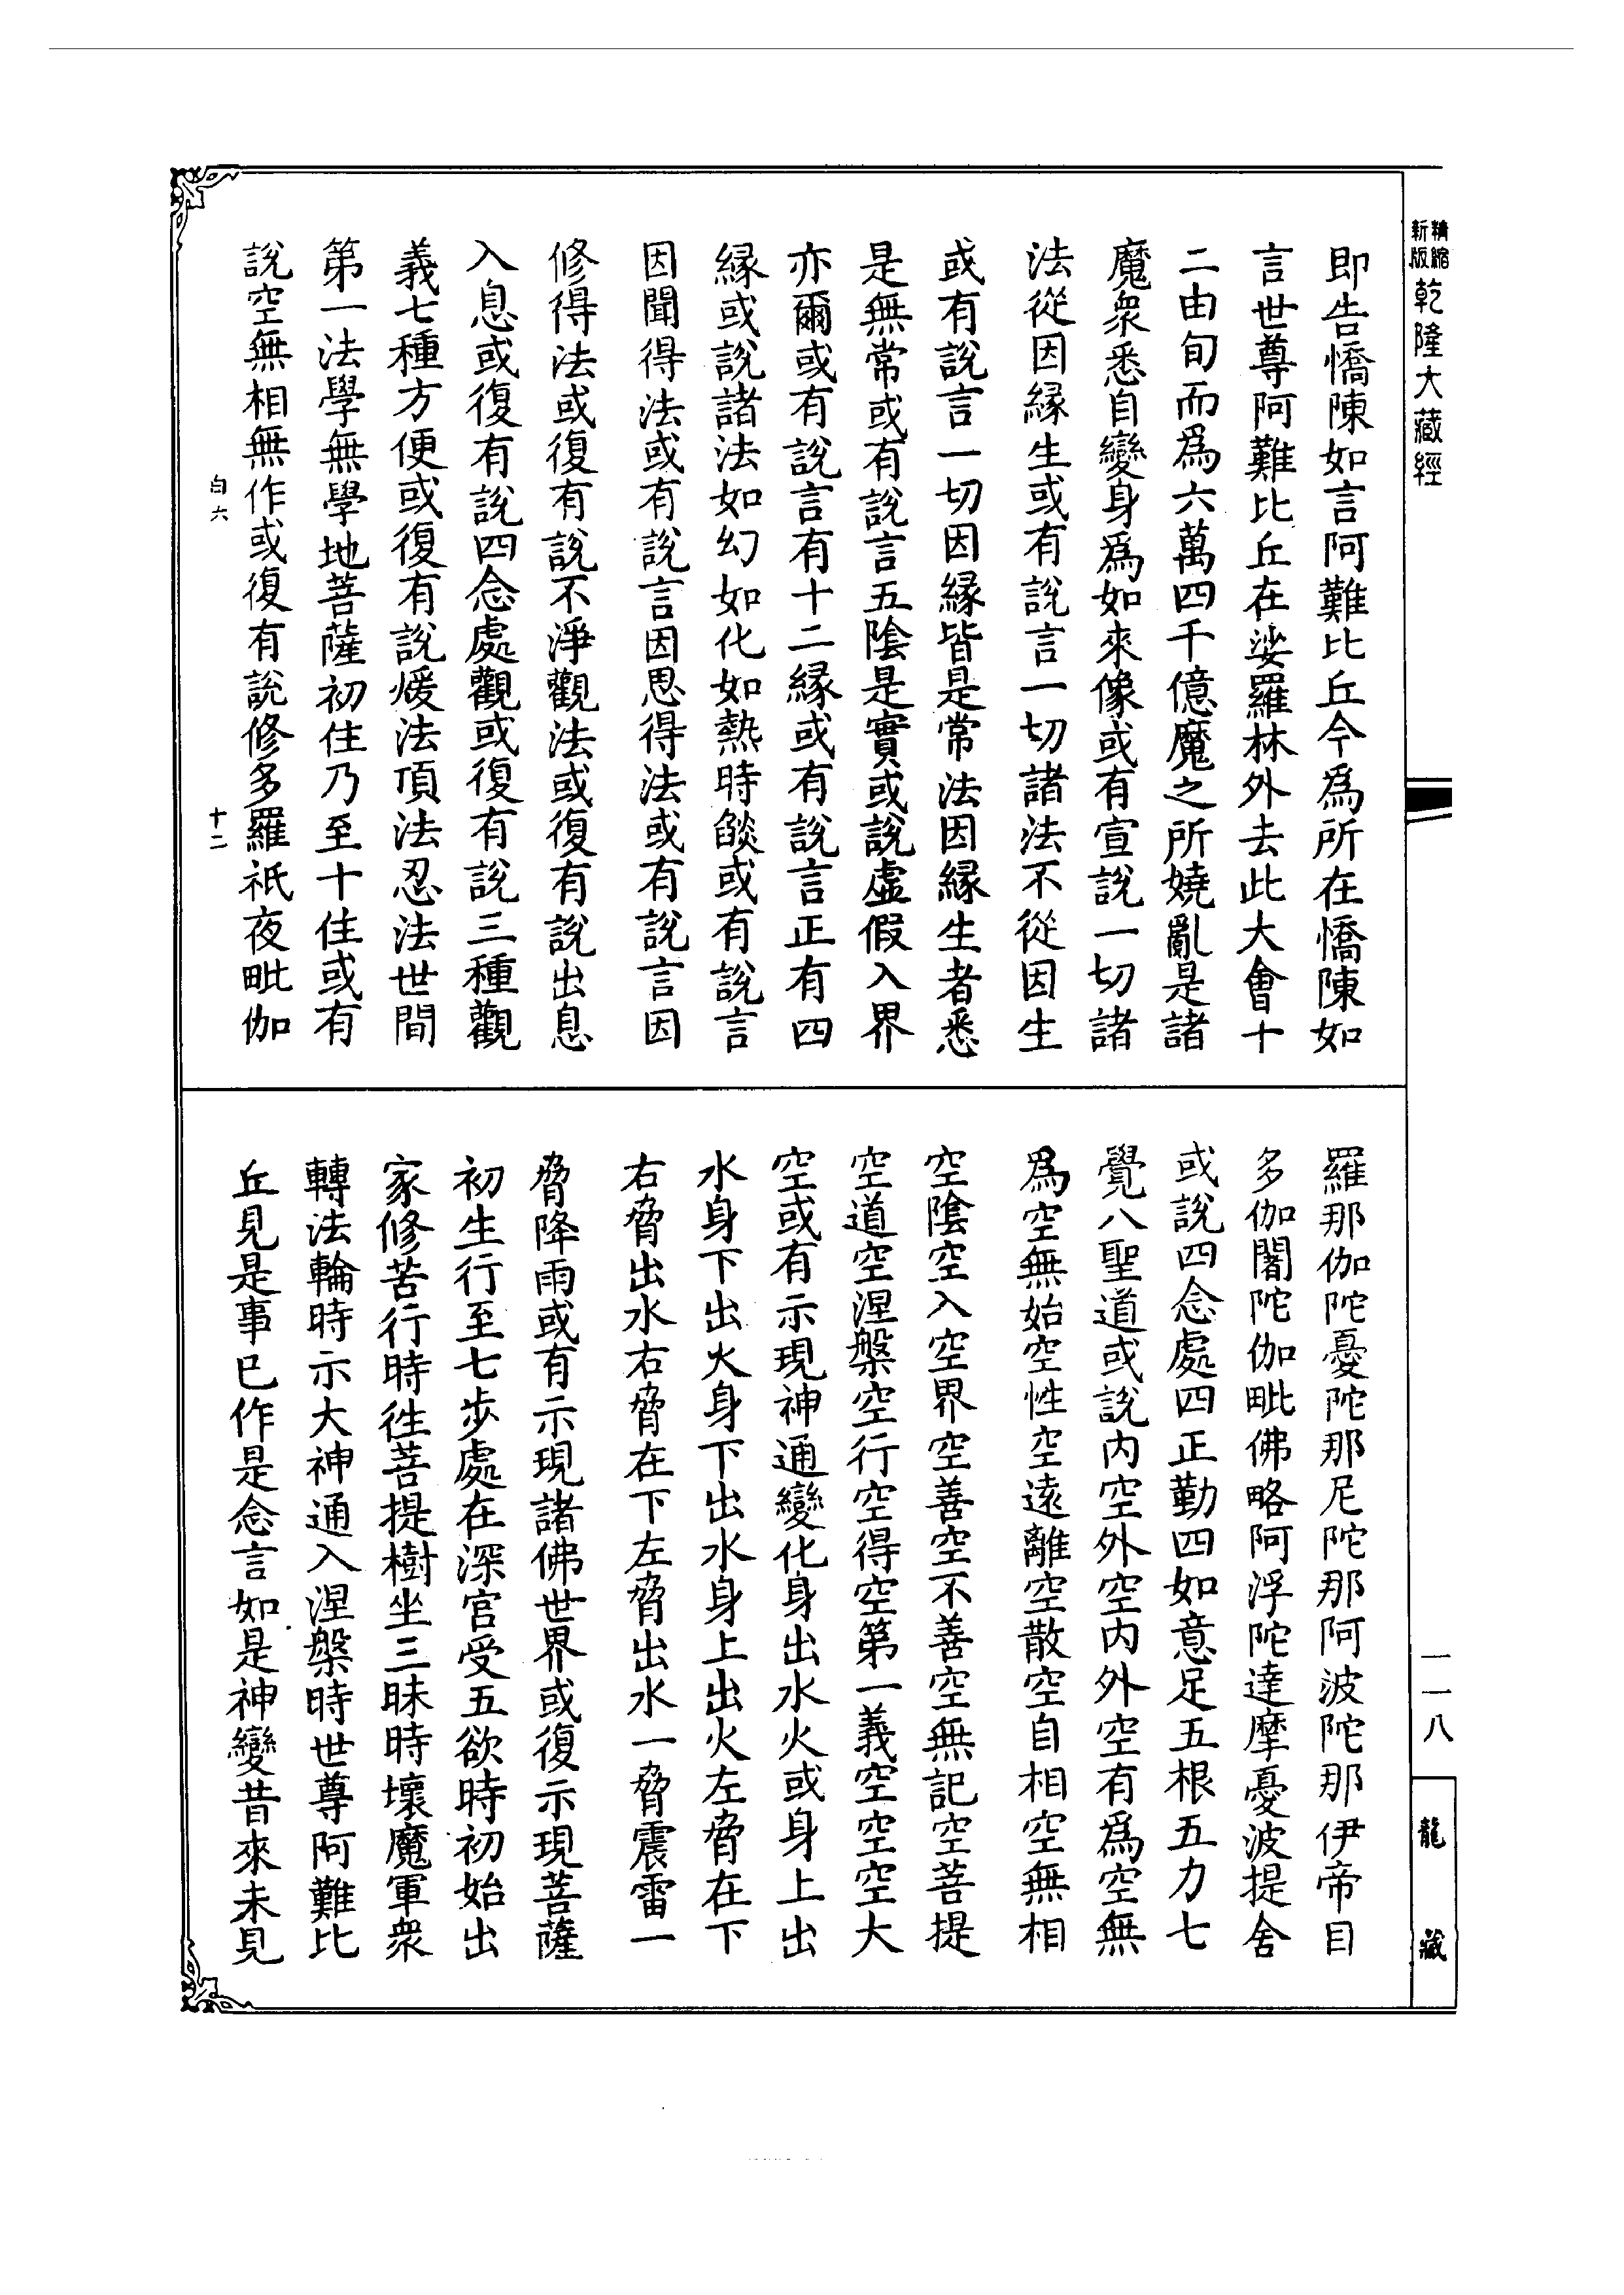 精縮新版乾隆大藏經
即告憍陳如言阿難比丘今爲所在憍陳如
言世尊阿難比丘在娑羅林外去此大會十
二由旬而爲六萬四千億魔之所嬈亂是諸
魔衆悉自變身爲如來像或有宣說一切諸
法從因緣生或有說言一切諸法不從因生
或有說言一切因緣皆是常法因緣生者悉
是無常或有說言五陰是實或說虛假入界
亦爾或有說言有十二緣或有說言正有四
緣或說諸法如幻如化如熱時燄或有說言
因聞得法或有說言因思得法或有說言因
修得法或復有說不淨觀法或復有說出息
入息或復有說四念處觀或復有說三種觀
義七種方便或復有說煖法頂法忍法世間
第一法學無學地菩薩初住乃至十住或有
說空無相無作或復有說修多羅祇夜毗伽
白六
十二
羅那伽陀憂陀那尼陀那阿波陀那伊帝目
多伽闍陀伽毗佛略阿浮陀達摩憂波提舍
或說四念處四正勤四如意足五根五力七
覺八聖道或說內空外空內外空有爲空無
爲空無始空性空遠離空散空自相空無相
空陰空入空界空善空不善空無記空菩提
空道空涅槃空行空得空第一義空空空大
空或有示現神通變化身出水火或身上出
水身下出火身下出水身上出火左脅在下
右脅出水右脅在下左脅出水一脅震雷一
脅降雨或有示現諸佛世界或復示現菩薩
初生行至七步處在深宮受五欲時初始出
家修苦行時徃菩提樹坐三昧時壞魔軍衆
轉法輪時示大神通入涅槃時世尊阿難比
丘見是事已作是念言如是神變昔來未見
一一八
龍藏